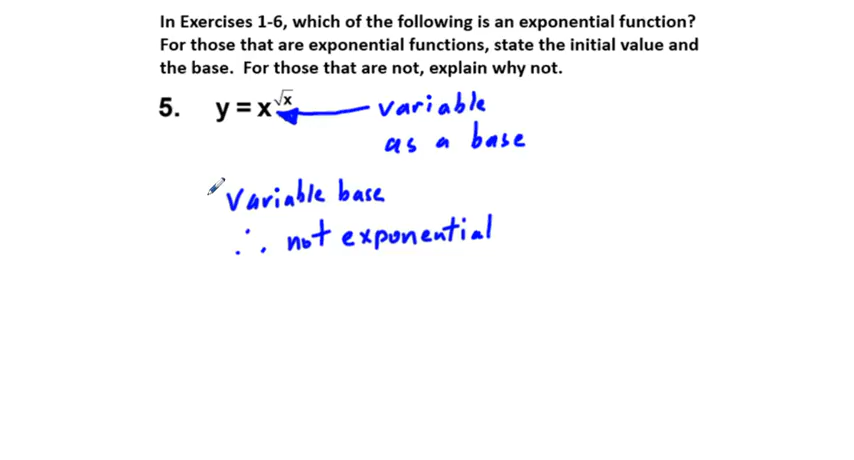 In Exercises 1-6, which of the following is an exponential function?
For those that are exponential functions, state the initial value and
the base. For those that are not, explain why not.
5. y = x^√x
variable
as a base
Variable base
∴ not exponential